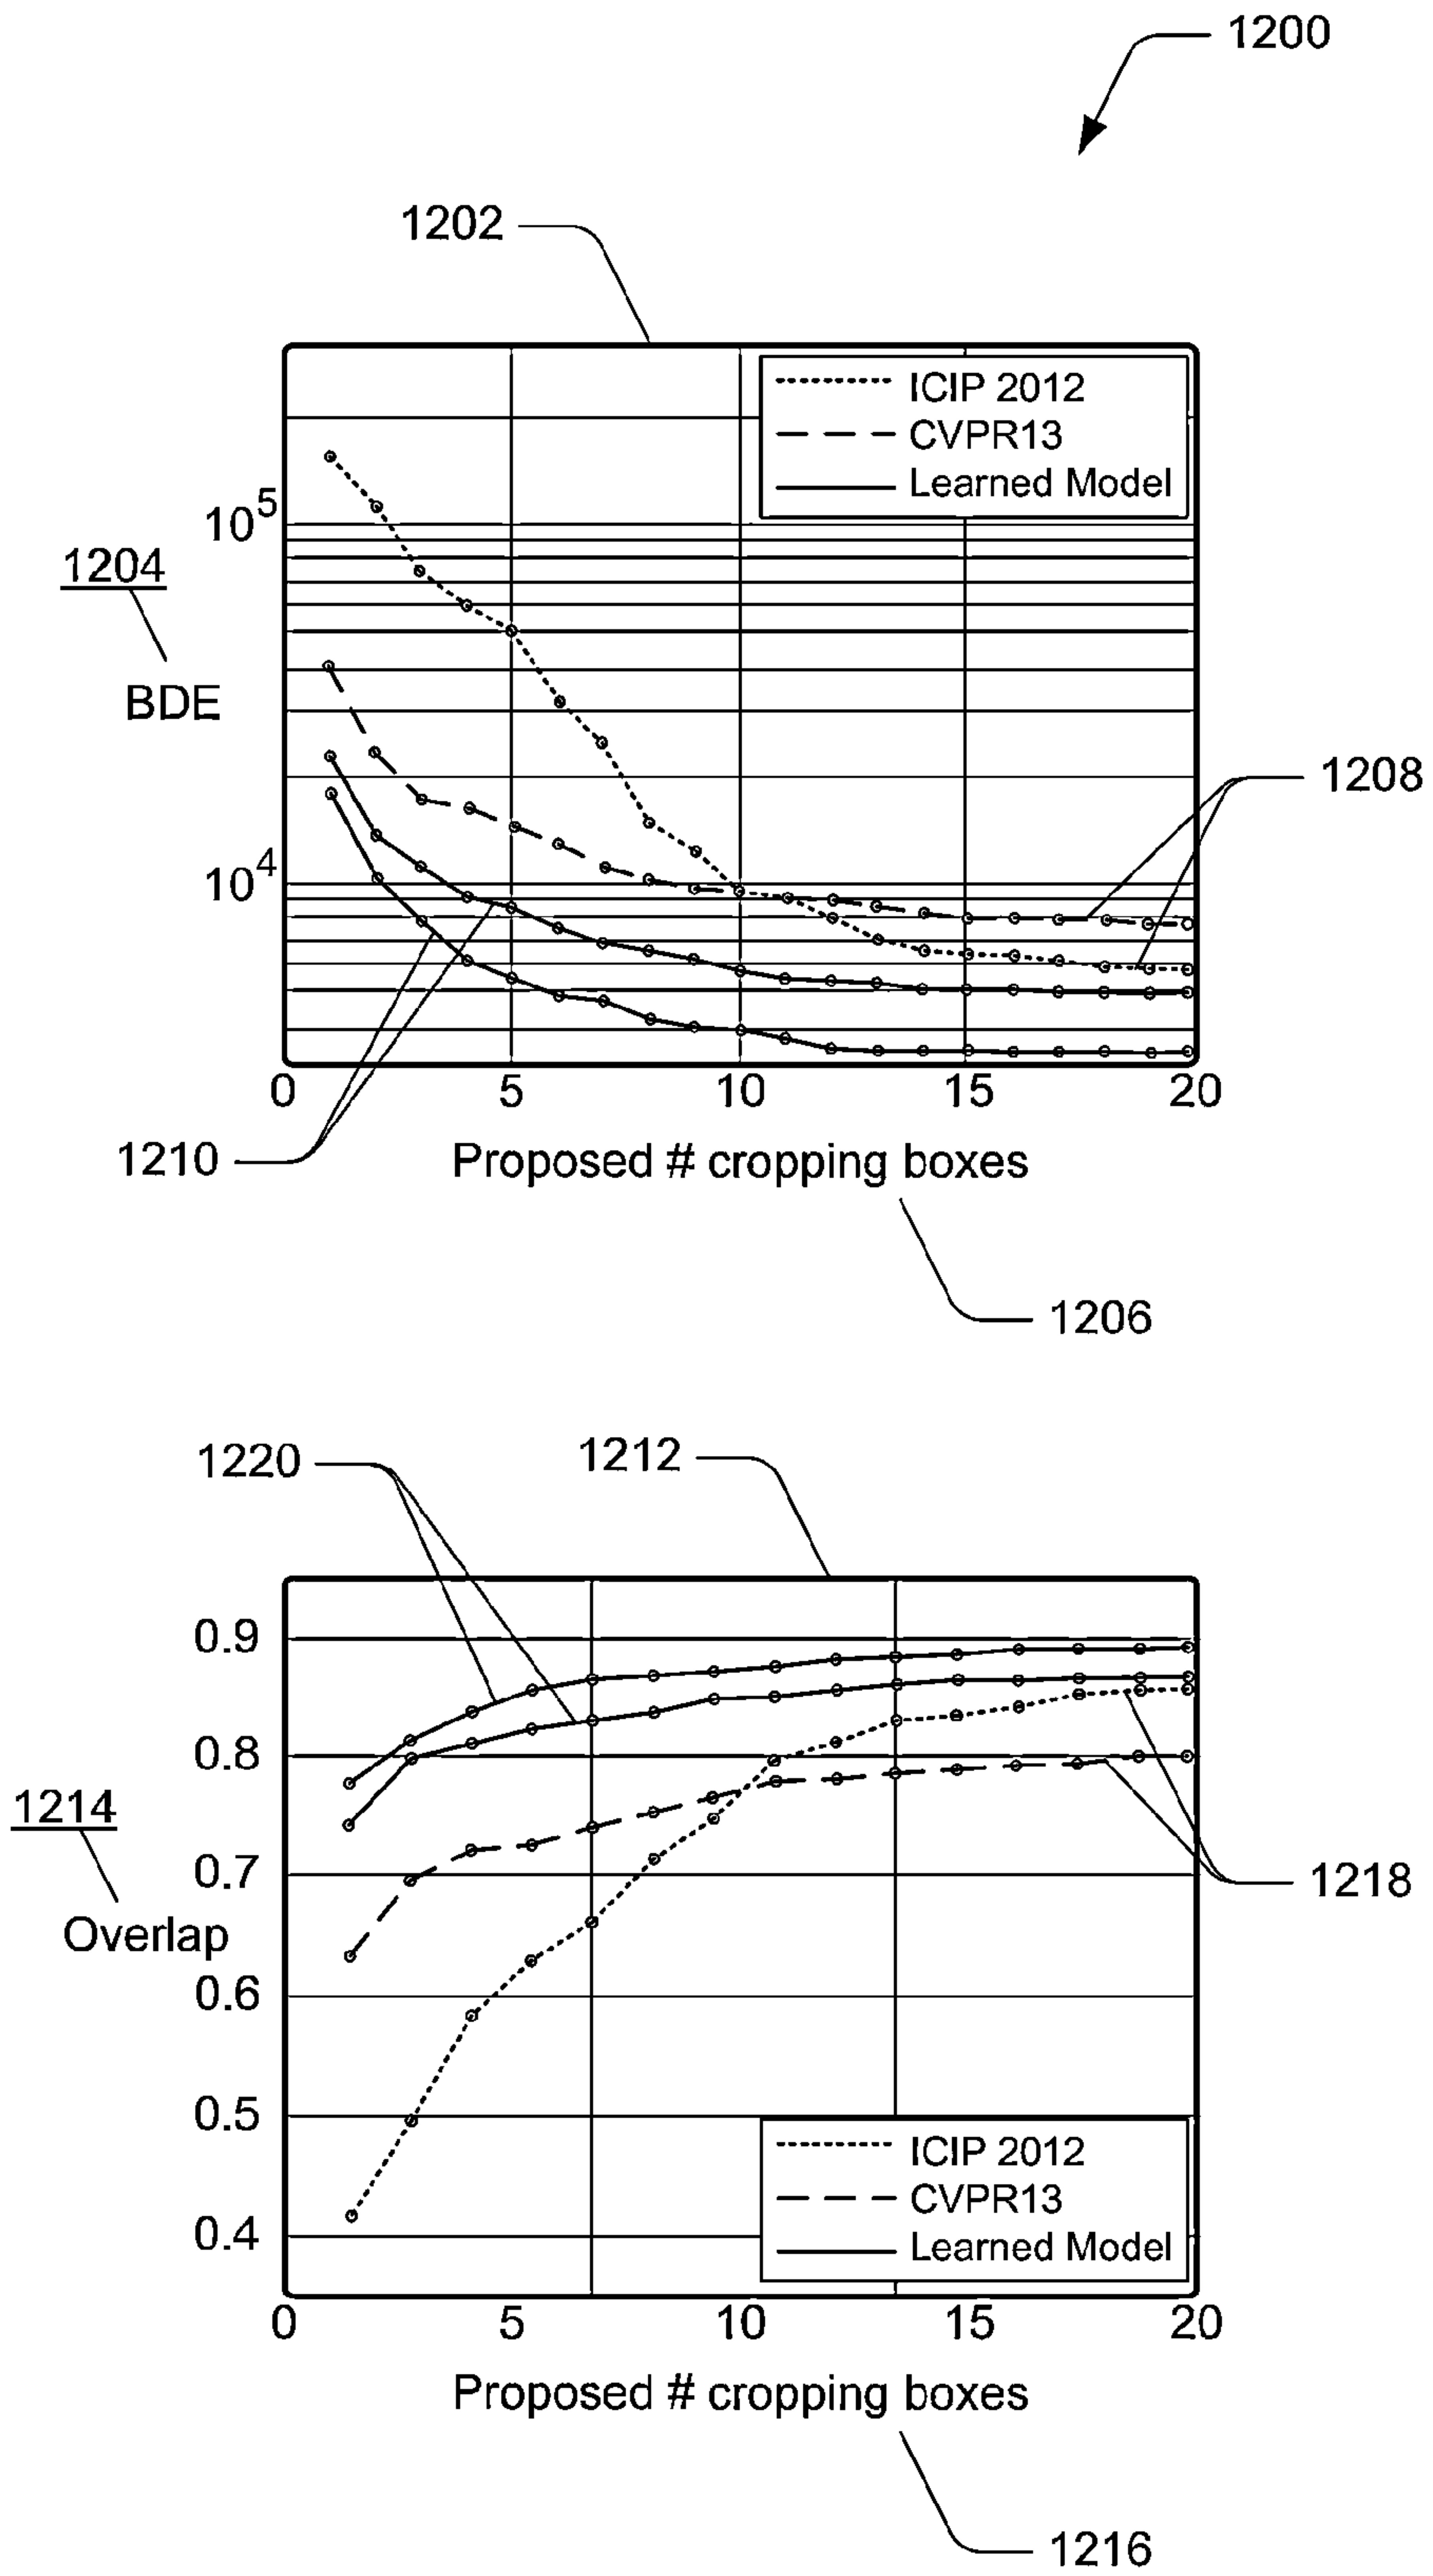 1200
1202
ICIP 2012
CVPR13
Learned Model
10^5
1204
BDE
1208
10^4
0 5 10 15 20
1210
Proposed # cropping boxes
1206
1220
1212
0.9
0.8
1214
0.7
1218
Overlap
0.6
0.5
ICIP 2012
CVPR13
0.4
Learned Model
0 5 10 15 20
Proposed # cropping boxes
1216